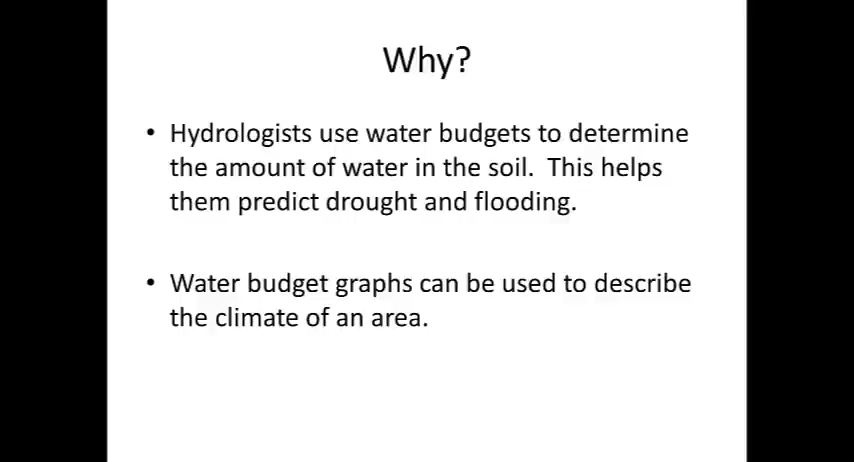 Why?
• Hydrologists use water budgets to determine
the amount of water in the soil.  This helps
them predict drought and flooding.
• Water budget graphs can be used to describe
the climate of an area.